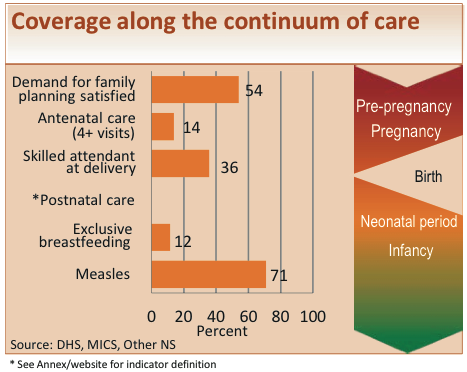 Coverage along the continuum of care
Demand for family
planning satisfied
54
Antenatal care
(4+ visits)
14
Skilled attendant
at delivery
36
*Postnatal care
Exclusive
breastfeeding
12
Measles
71
0 20 40 60 80 100
Percent
Source: DHS, MICS, Other NS
Pre-pregnancy
Pregnancy
Birth
Neonatal period
Infancy
* See Annex/website for indicator definition